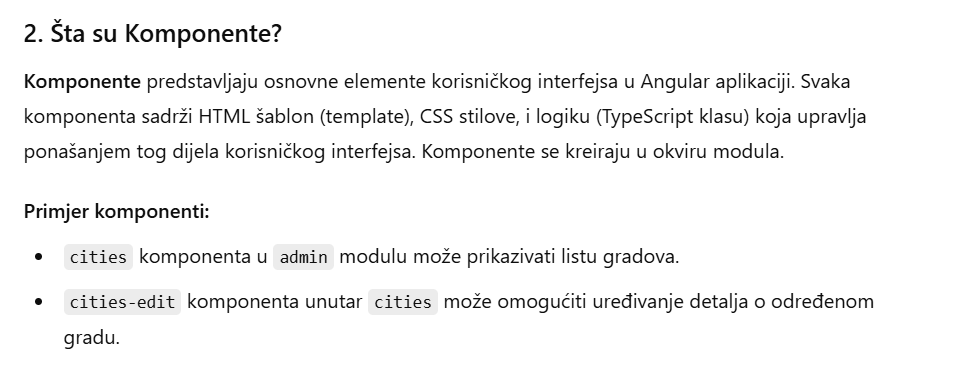 2. Šta su Komponente?
Komponente predstavljaju osnovne elemente korisničkog interfejsa u Angular aplikaciji. Svaka
komponenta sadrži HTML šablon (template), CSS stilove, i logiku (TypeScript klasu) koja upravlja
ponašanjem tog dijela korisničkog interfejsa. Komponente se kreiraju u okviru modula.
Primjer komponenti:
• cities komponenta u admin modulu može prikazivati listu gradova.
• cities-edit komponenta unutar cities može omogućiti uređivanje detalja o određenom
gradu.